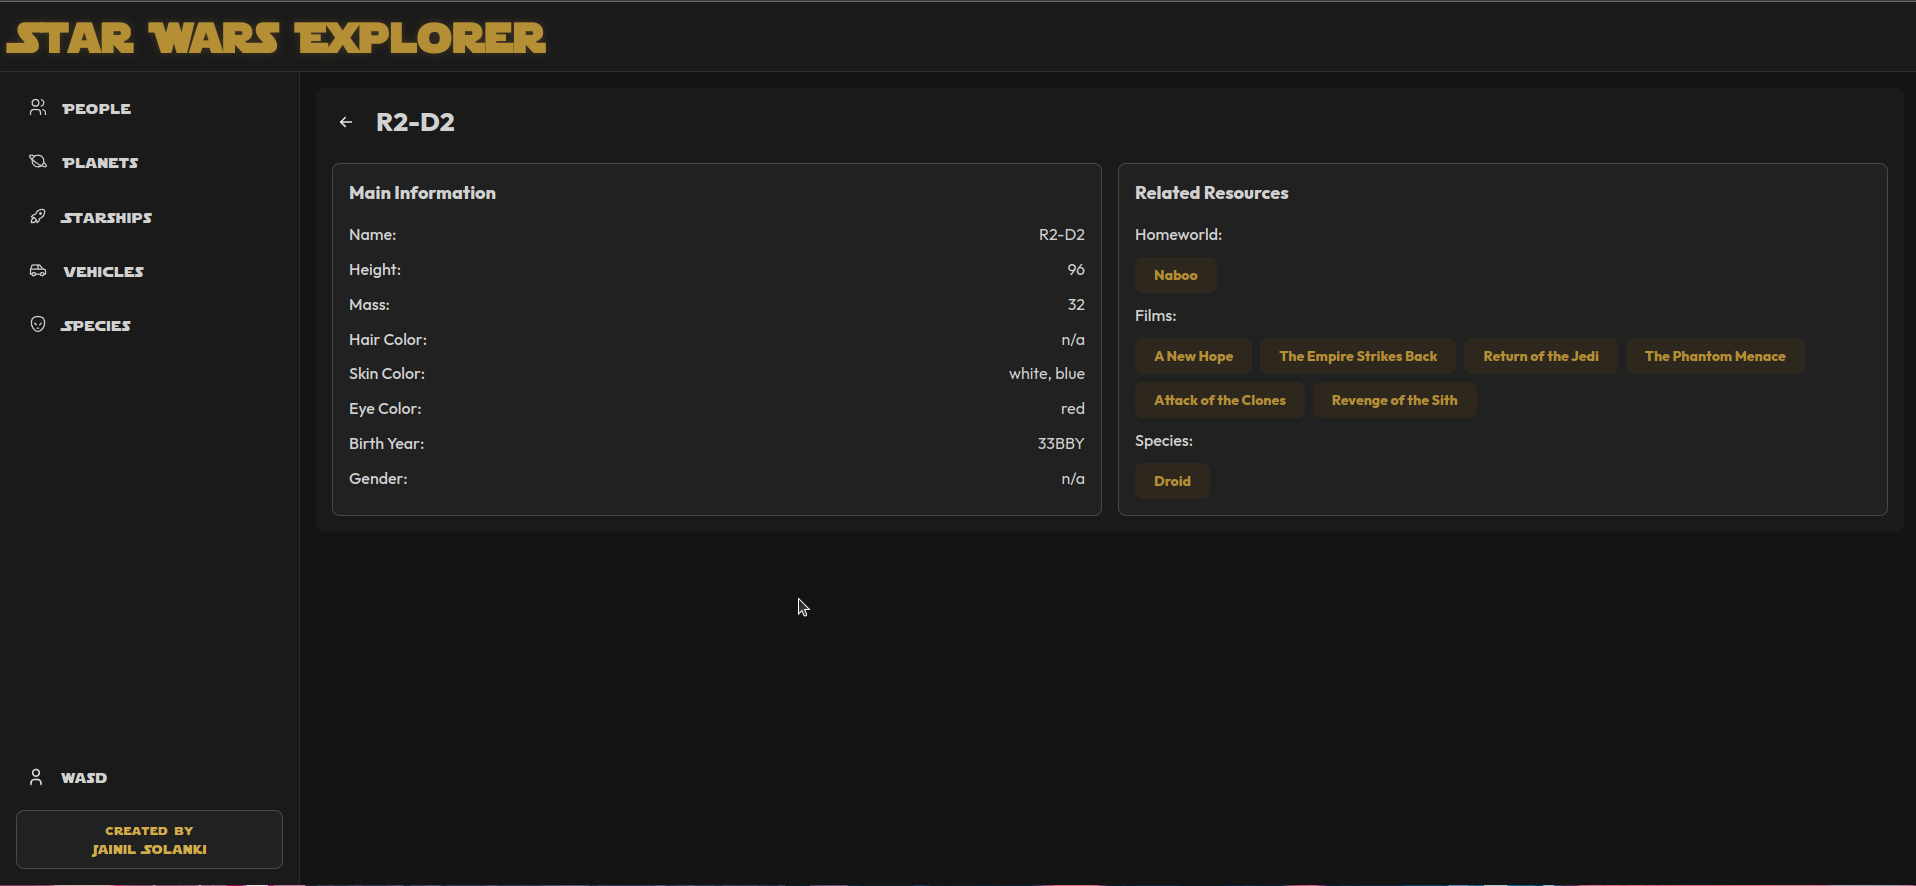 STAR WARS EXPLORER
PEOPLE
PLANETS
STARSHIPS
VEHICLES
SPECIES
WASD
CREATED BY
JAINIL SOLANKI
R2-D2
Main Information
Name: R2-D2
Height: 96
Mass: 32
Hair Color: n/a
Skin Color: white, blue
Eye Color: red
Birth Year: 33BBY
Gender: n/a
Related Resources
Homeworld:
Naboo
Films:
A New Hope The Empire Strikes Back Return of the Jedi The Phantom Menace
Attack of the Clones Revenge of the Sith
Species:
Droid